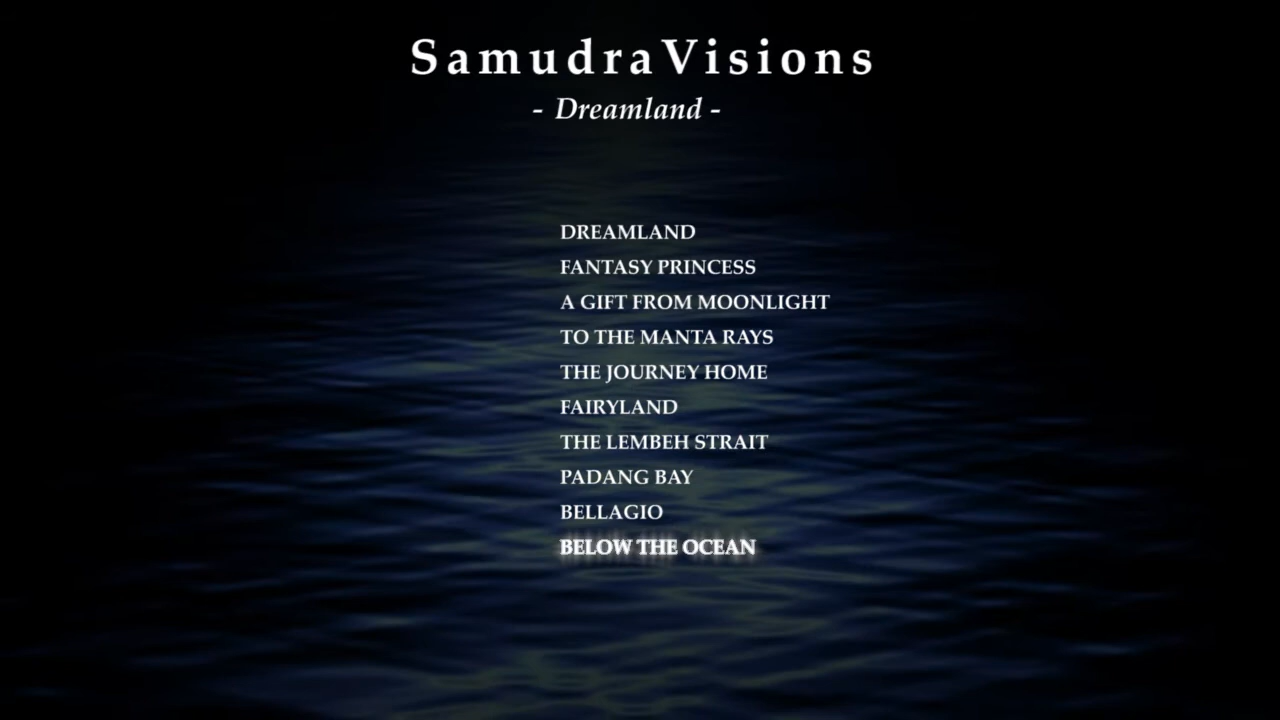 SamudraVisions
- Dreamland -
DREAMLAND
FANTASY PRINCESS
A GIFT FROM MOONLIGHT
TO THE MANTA RAYS
THE JOURNEY HOME
FAIRYLAND
THE LEMBEH STRAIT
PADANG BAY
BELLAGIO
BELOW THE OCEAN